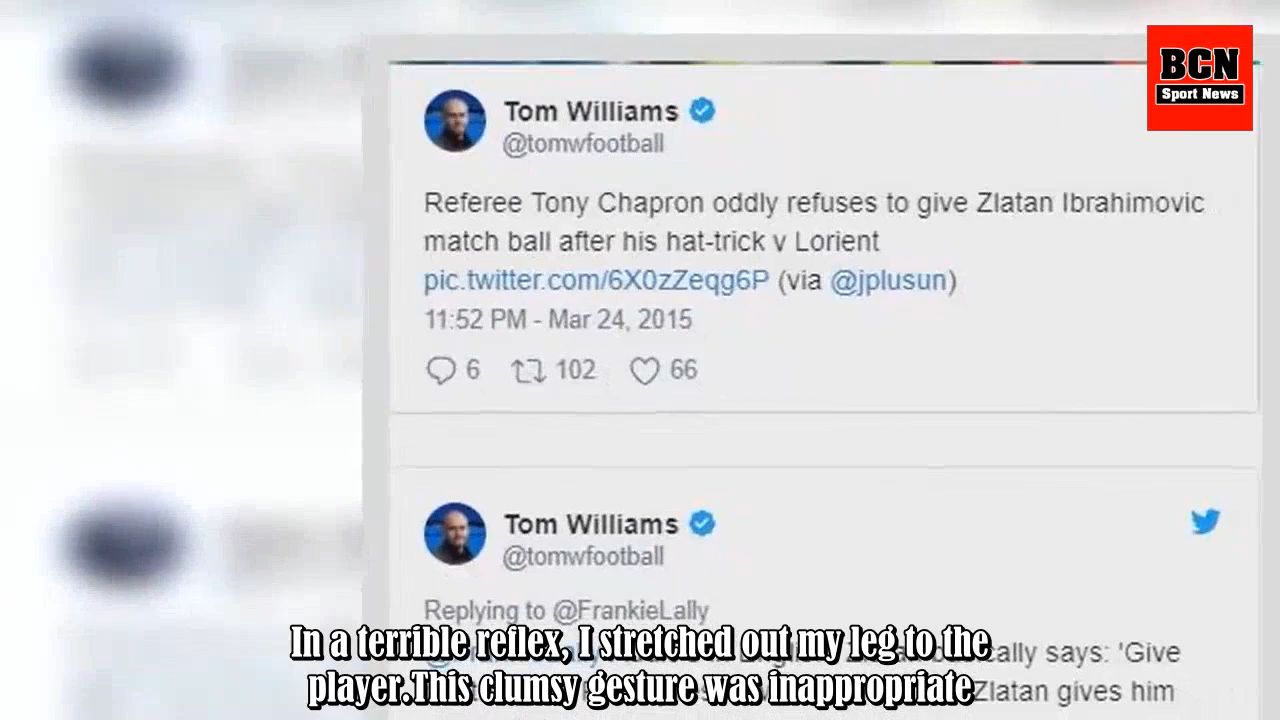 BCN
Sport News
Tom Williams
@tomwfootball
Referee Tony Chapron oddly refuses to give Zlatan Ibrahimovic
match ball after his hat-trick v Lorient
pic.twitter.com/6X0zZeqg6P (via @jplusun)
11:52 PM - Mar 24, 2015
6 102 66
Tom Williams
@tomwfootball
Replying to @FrankieLally
cally says: 'Give
Zlatan gives him
In a terrible reflex, I stretched out my leg to the
player.This clumsy gesture was inappropriate